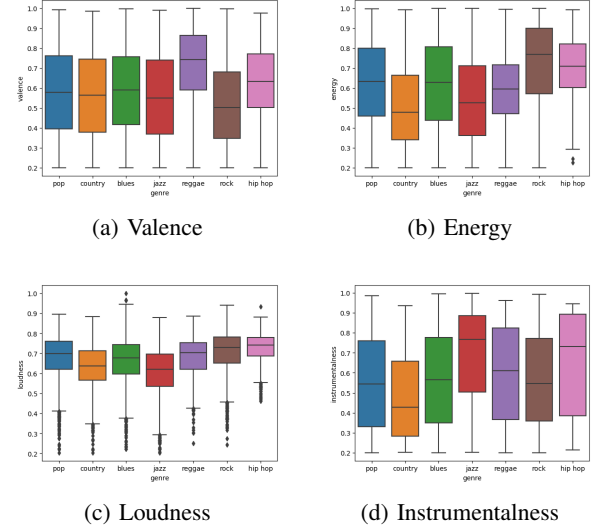 1.0
0.9
0.8
0.7
0.6
0.5
0.4
0.3
0.2
valence
pop country blues jazz reggae rock hip hop
genre
(a) Valence
1.0
0.9
0.8
0.7
0.6
0.5
0.4
0.3
0.2
energy
pop country blues jazz reggae rock hip hop
genre
(b) Energy
1.0
0.9
0.8
0.7
0.6
0.5
0.4
0.3
0.2
loudness
pop country blues jazz reggae rock hip hop
genre
(c) Loudness
1.0
0.9
0.8
0.7
0.6
0.5
0.4
0.3
0.2
instrumentalness
pop country blues jazz reggae rock hip hop
genre
(d) Instrumentalness